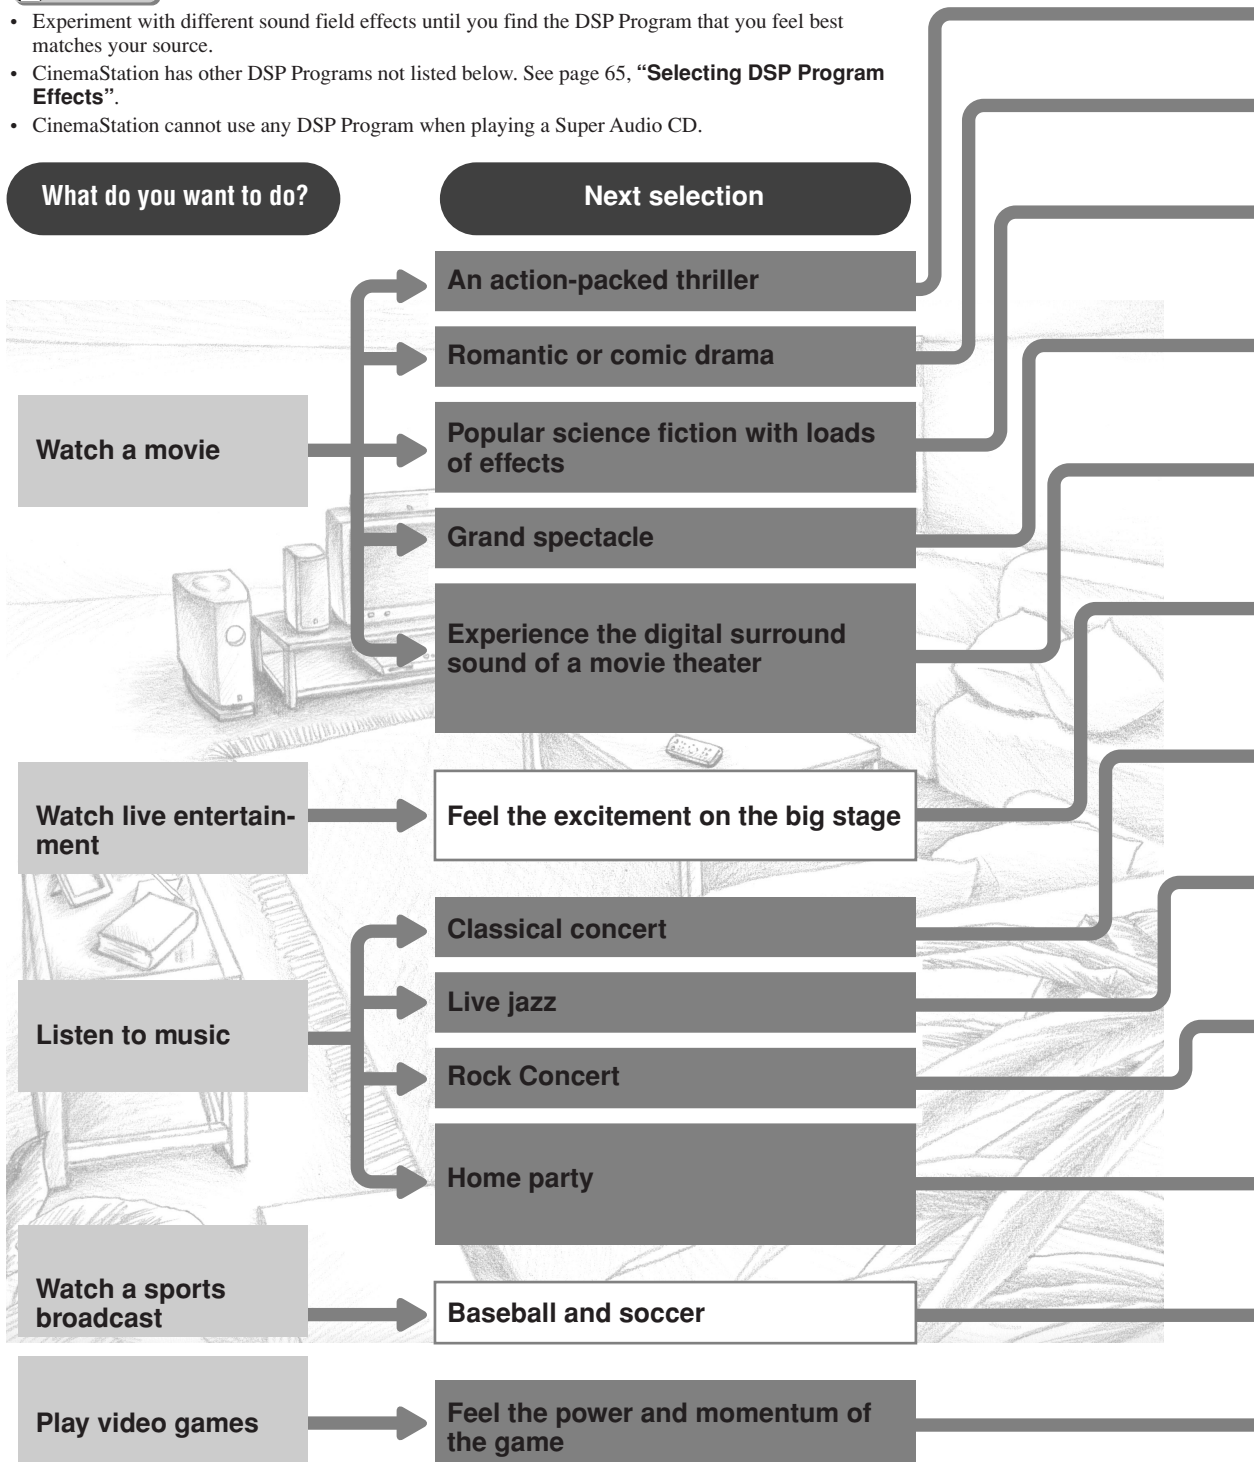 • Experiment with different sound field effects until you find the DSP Program that you feel best
matches your source.
• CinemaStation has other DSP Programs not listed below. See page 65, “Selecting DSP Program
Effects”.
• CinemaStation cannot use any DSP Program when playing a Super Audio CD.
What do you want to do?
Next selection
An action-packed thriller
Romantic or comic drama
Watch a movie
Popular science fiction with loads
of effects
Grand spectacle
Experience the digital surround
sound of a movie theater
Watch live entertain-
ment
Feel the excitement on the big stage
Classical concert
Live jazz
Listen to music
Rock Concert
Home party
Watch a sports
broadcast
Baseball and soccer
Play video games
Feel the power and momentum of
the game